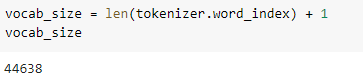 vocab_size = len(tokenizer.word_index) + 1
vocab_size
44638